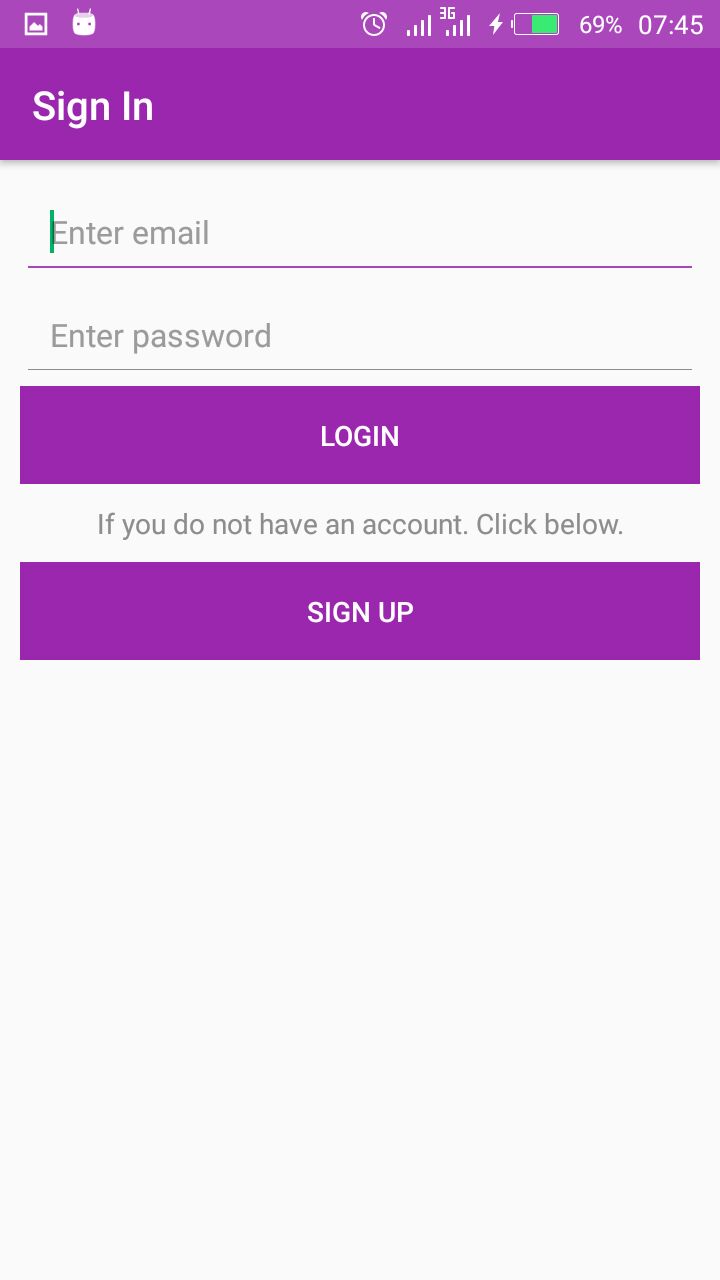 3G 69% 07:45
Sign In
Enter email
Enter password
LOGIN
If you do not have an account. Click below.
SIGN UP